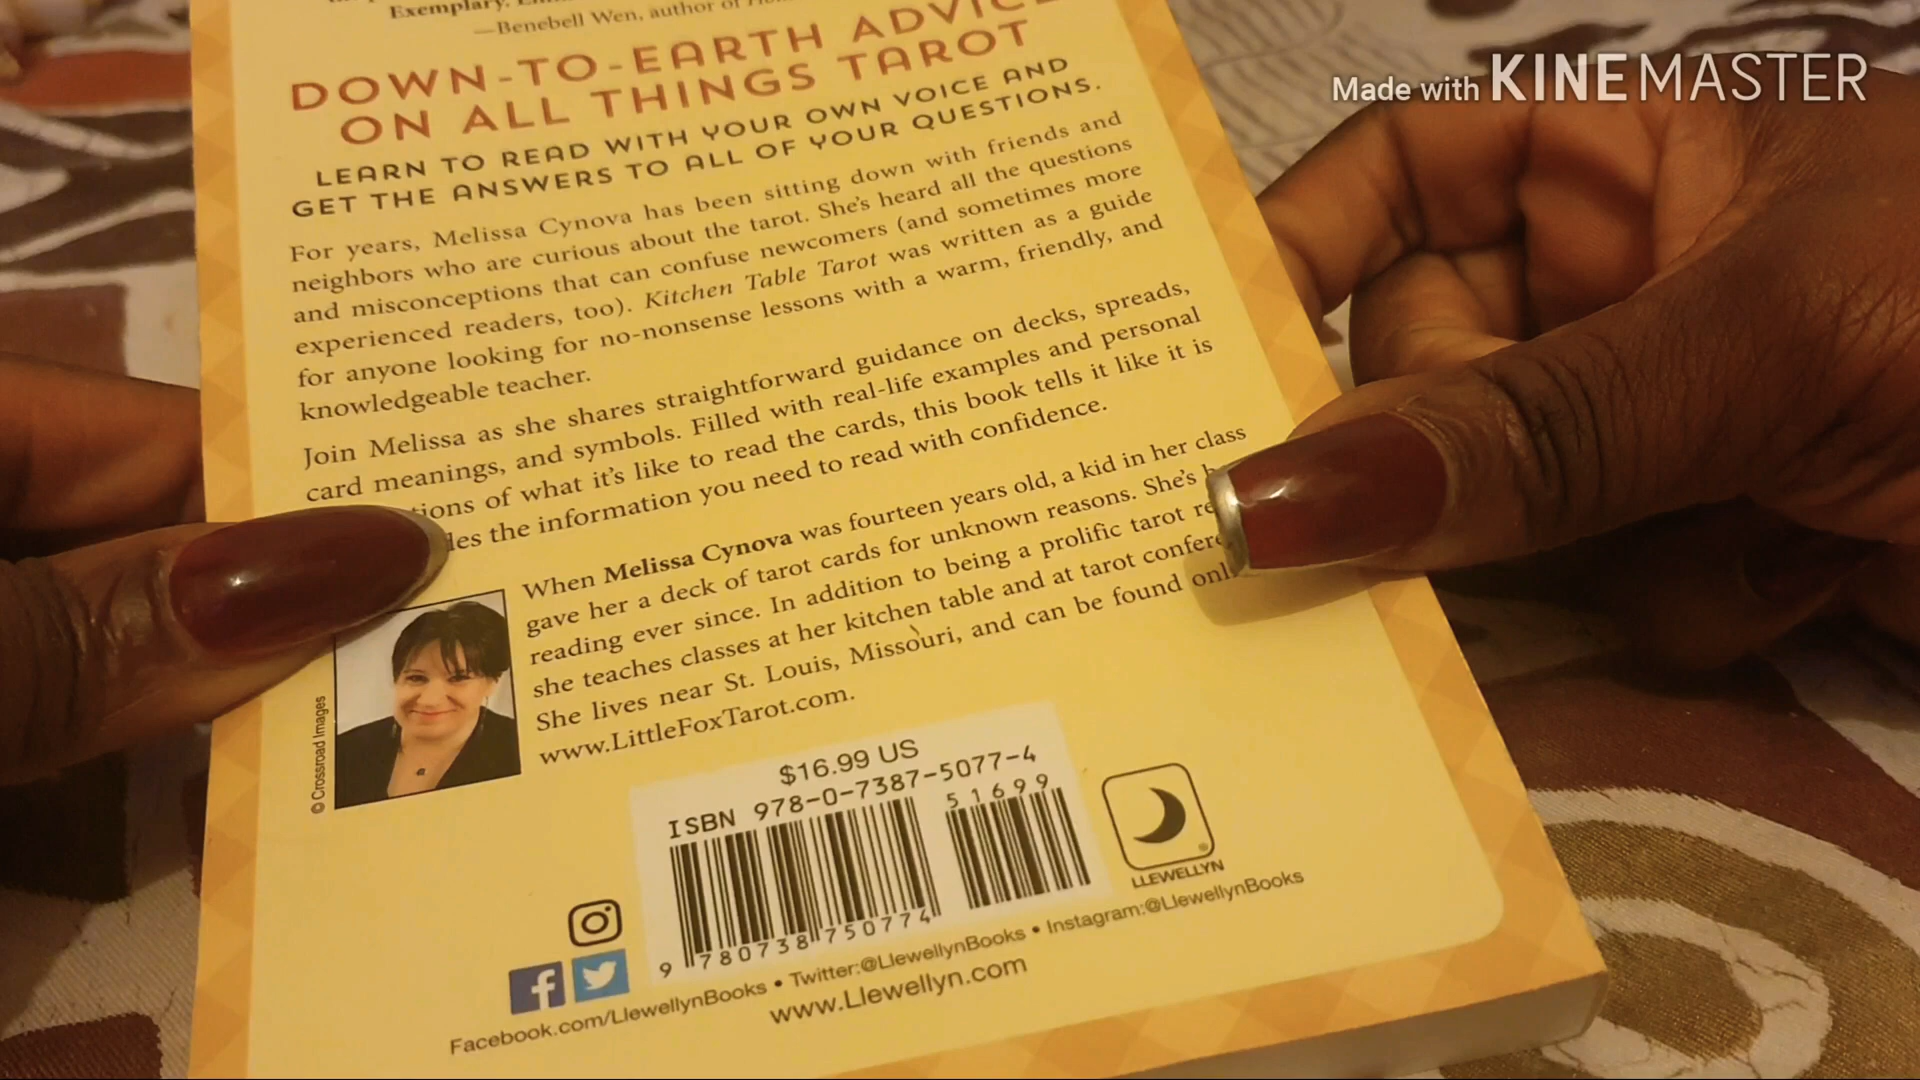 Exemplary.
—Benebell Wen, author of
DOWN-TO-EARTH ADVICE
ON ALL THINGS TAROT
LEARN TO READ WITH YOUR OWN VOICE AND
GET THE ANSWERS TO ALL OF YOUR QUESTIONS.
For years, Melissa Cynova has been sitting down with friends and
neighbors who are curious about the tarot. She's heard all the questions
and misconceptions that can confuse newcomers (and sometimes more
experienced readers, too). Kitchen Table Tarot was written as a guide
for anyone looking for no-nonsense lessons with a warm, friendly, and
knowledgeable teacher.
Join Melissa as she shares straightforward guidance on decks, spreads,
card meanings, and symbols. Filled with real-life examples and personal
of what it's like to read the cards, this book tells it like it is
the information you need to read with confidence.
When Melissa Cynova was fourteen years old, a kid in her class
gave her a deck of tarot cards for unknown reasons. She's
reading ever since. In addition to being a prolific tarot
she teaches classes at her kitchen table and at tarot
She lives near St. Louis, Missouri, and can be found
www.LittleFoxTarot.com.
© Crossroad Images
$16.99 US
ISBN 978-0-7387-5077-4
51699
9 780738 750774
LLEWELLYN
Facebook.com/LlewellynBooks • Twitter:@LlewellynBooks • Instagram:@LlewellynBooks
www.Llewellyn.com
Made with KINEMASTER